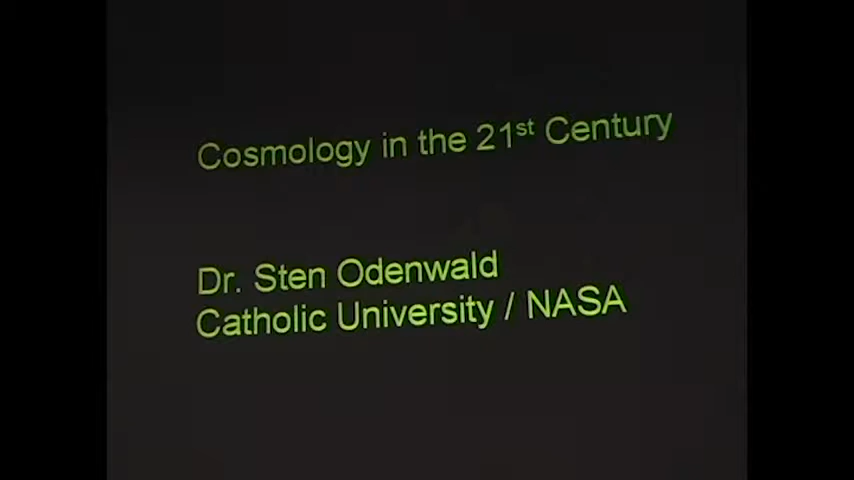 Cosmology in the 21st Century
Dr. Sten Odenwald
Catholic University / NASA